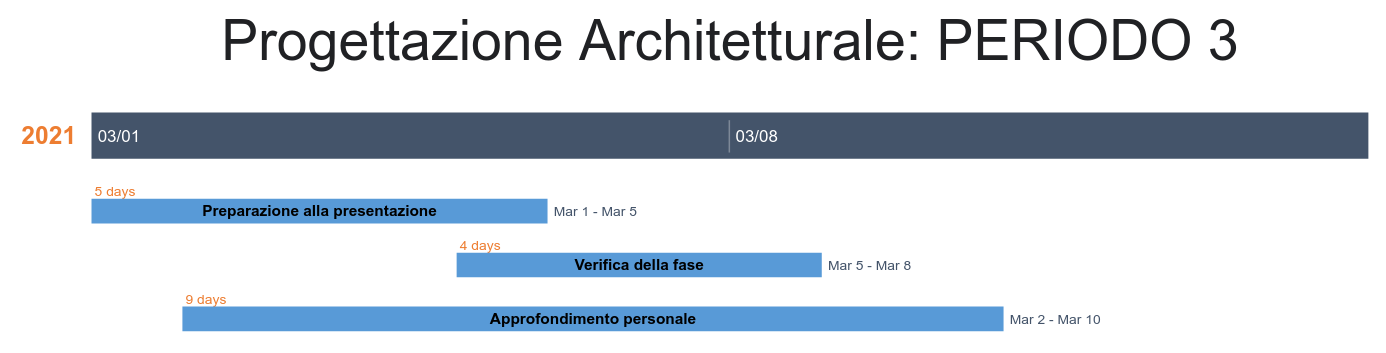 Progettazione Architetturale: PERIODO 3
2021 03/01 03/08
5 days
Preparazione alla presentazione Mar 1 - Mar 5
4 days
Verifica della fase Mar 5 - Mar 8
9 days
Approfondimento personale Mar 2 - Mar 10